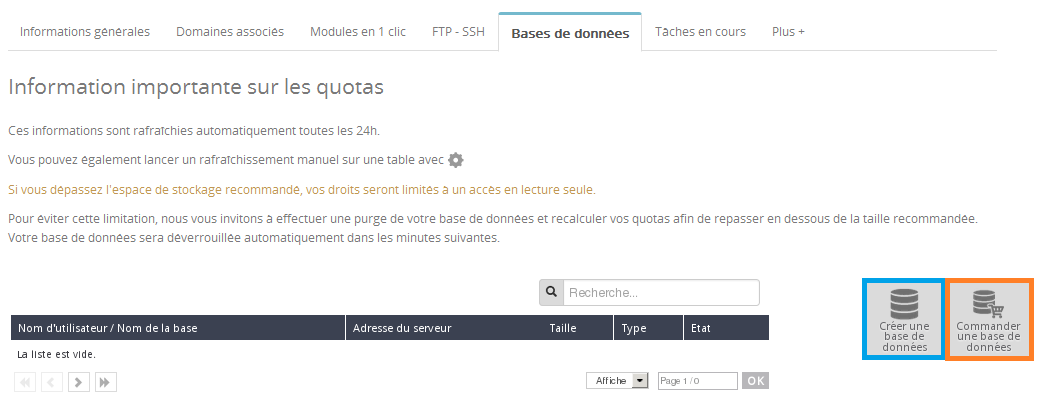 Informations générales Domaines associés Modules en 1 clic FTP - SSH Bases de données Tâches en cours Plus +
Information importante sur les quotas
Ces informations sont rafraîchies automatiquement toutes les 24h.
Vous pouvez également lancer un rafraîchissement manuel sur une table avec
Si vous dépassez l'espace de stockage recommandé, vos droits seront limités à un accès en lecture seule.
Pour éviter cette limitation, nous vous invitons à effectuer une purge de votre base de données et recalculer vos quotas afin de repasser en dessous de la taille recommandée.
Votre base de données sera déverrouillée automatiquement dans les minutes suivantes.
Recherche...
Créer une
base de
données
Commander
une base de
données
Nom d'utilisateur / Nom de la base Adresse du serveur Taille Type Etat
La liste est vide.
Affiche Page 1 / 0 OK